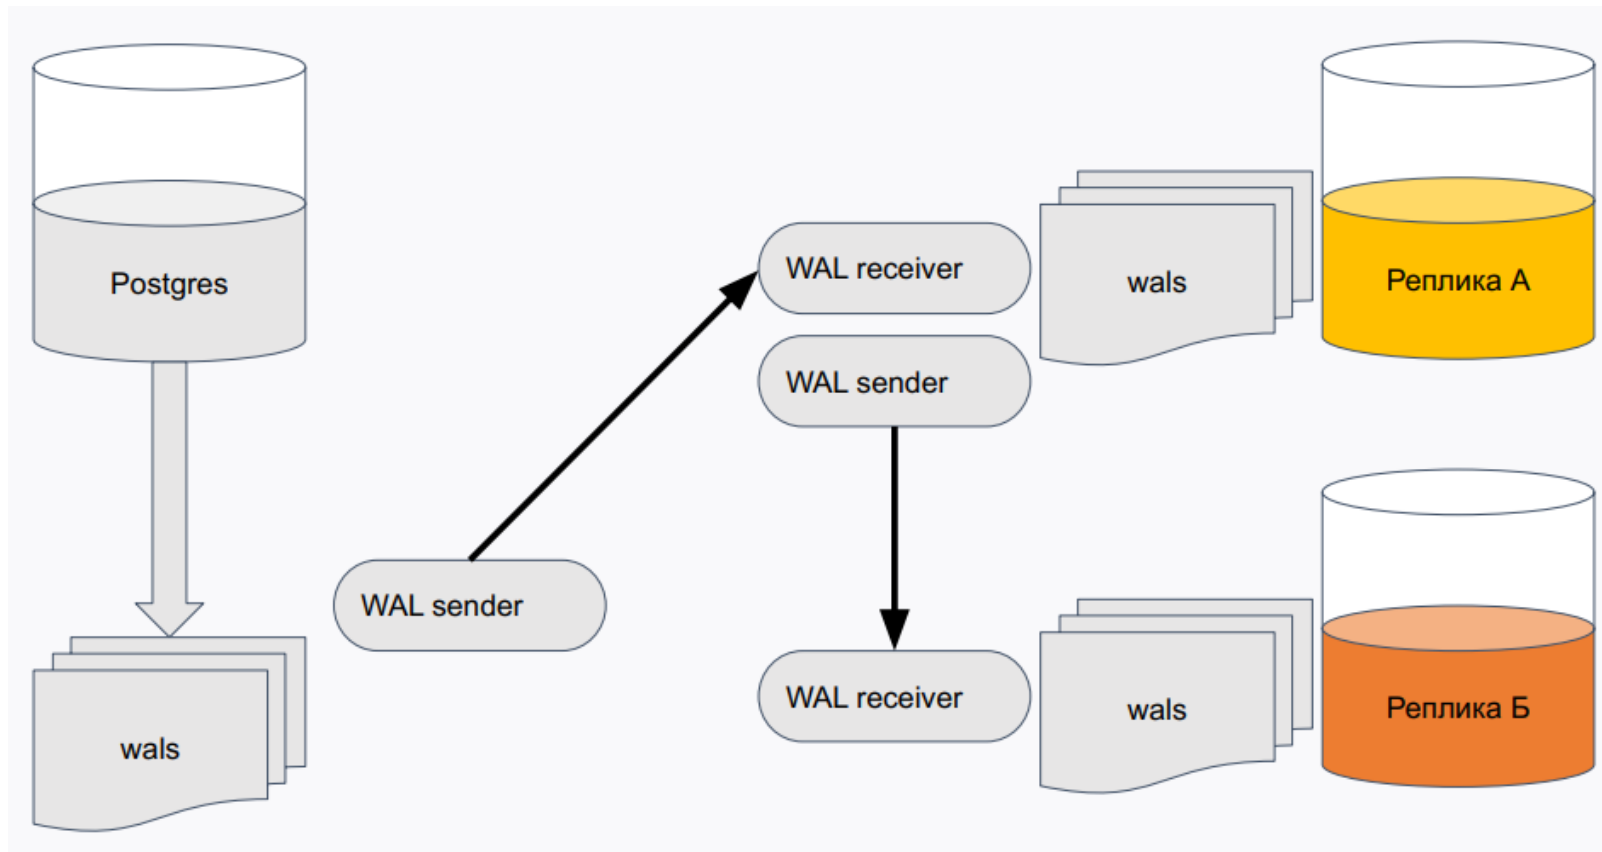 Postgres
wals
WAL sender
WAL receiver
WAL sender
wals
Реплика А
WAL receiver
wals
Реплика Б